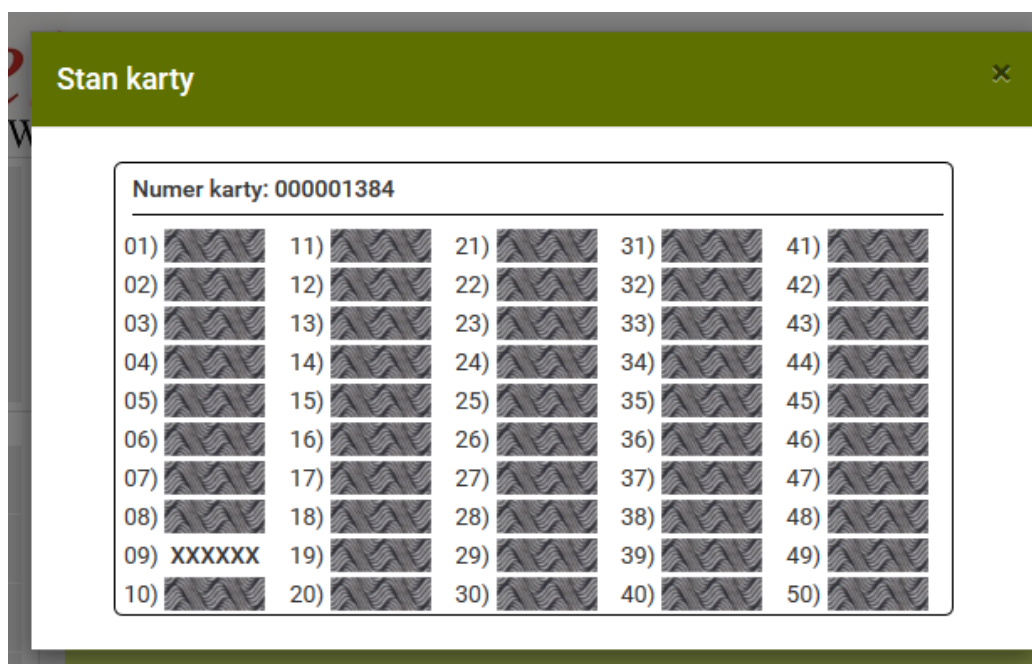 Stan karty ×
Numer karty: 000001384
01) 11) 21) 31) 41)
02) 12) 22) 32) 42)
03) 13) 23) 33) 43)
04) 14) 24) 34) 44)
05) 15) 25) 35) 45)
06) 16) 26) 36) 46)
07) 17) 27) 37) 47)
08) 18) 28) 38) 48)
09) XXXXXX 19) 29) 39) 49)
10) 20) 30) 40) 50)